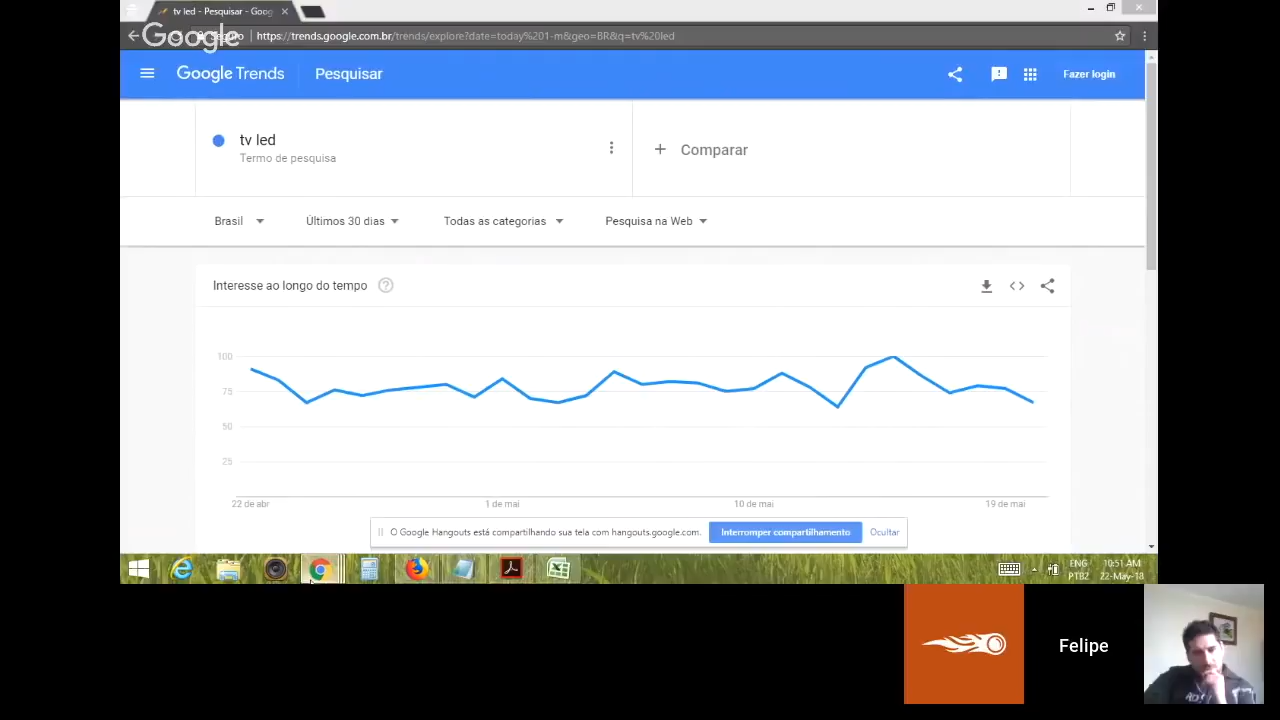 tv led - Pesquisar - Goog
Google
https://trends.google.com.br/trends/explore?date=today%201-m&geo=BR&q=tv%20led
Google Trends
Pesquisar
Fazer login
tv led
Termo de pesquisa
+ Comparar
Brasil
Últimos 30 dias
Todas as categorias
Pesquisa na Web
Interesse ao longo do tempo
100
75
50
25
22 de abr
1 de mai
10 de mai
19 de mai
O Google Hangouts está compartilhando sua tela com hangouts.google.com.
Interromper compartilhamento
Ocultar
ENG
PTB2
10:51 AM
22-May-18
Felipe